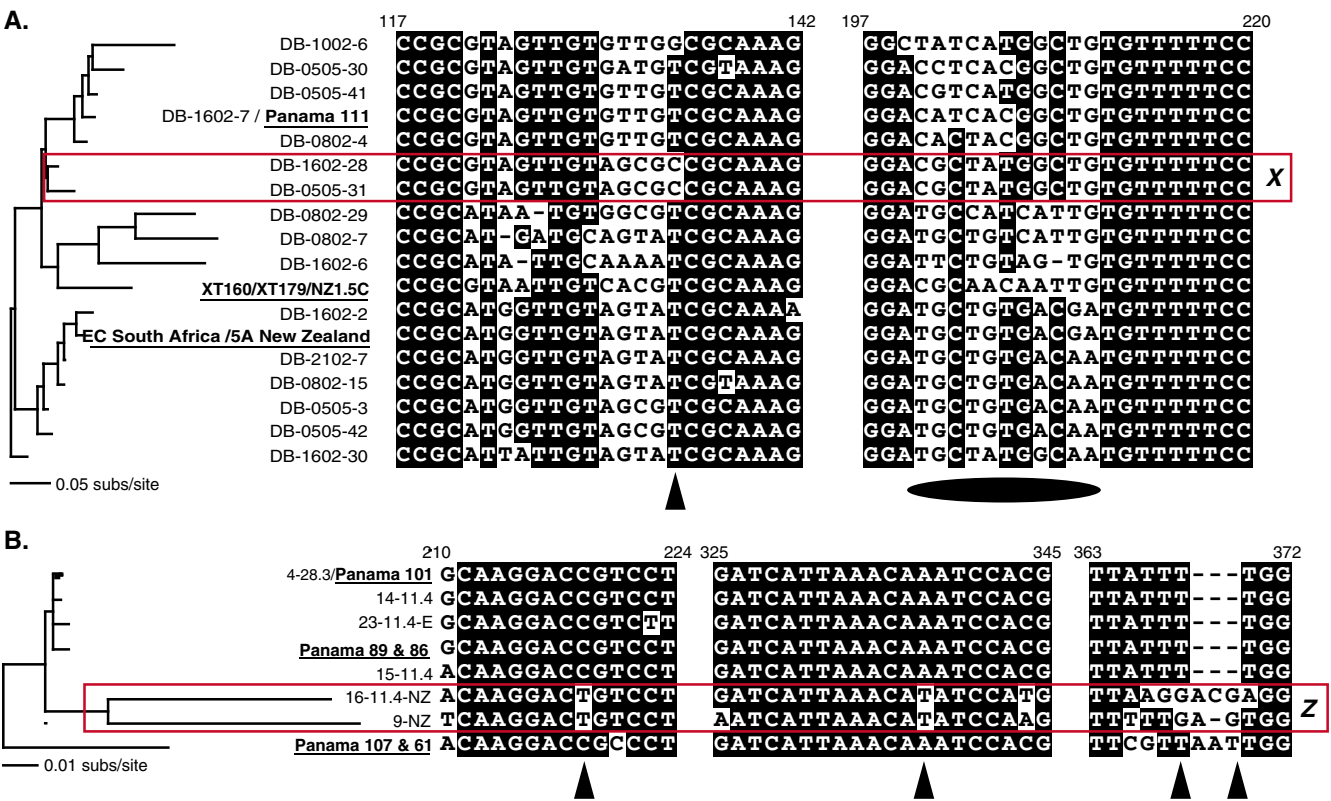 A.
117 142 197 220
DB-1002-6 CCGCGTAGTTGTGTTGGCGCAAAG GGCTATCATGGCTGTGTTTTTCC
DB-0505-30 CCGCGTAGTTGTGATGTCGTAAAG GGACCTCACGGCTGTGTTTTTCC
DB-0505-41 CCGCGTAGTTGTGTTGTCGCAAAG GGACGTCATGGCTGTGTTTTTCC
DB-1602-7 / Panama 111 CCGCGTAGTTGTGTTGTCGCAAAG GGACATCACGGCTGTGTTTTTCC
DB-0802-4 CCGCGTAGTTGTGTTGTCGCAAAG GGACACTACGGCTGTGTTTTTCC
DB-1602-28 CCGCGTAGTTGTAGCGCCGCAAAG GGACGCTATGGCTGTGTTTTTCC
X
DB-0505-31 CCGCGTAGTTGTAGCGCCGCAAAG GGACGCTATGGCTGTGTTTTTCC
DB-0802-29 CCGCATAA-TGTGGCGTCGCAAAG GGATGCCATCATTGTGTTTTTCC
DB-0802-7 CCGCAT-GATGCAGTATCGCAAAG GGATGCTGTCATTGTGTTTTTCC
DB-1602-6 CCGCATA-TTGCAAAATCGCAAAG GGATTCTGTAG-TGTGTTTTTCC
XT160/XT179/NZ1.5C CCGCGTAATTGTCACGTCGCAAAG GGACGCAACAATTGTGTTTTTCC
DB-1602-2 CCGCATGGTTGTAGTATCGCAAAA GGATGCTGTGACGATGTTTTTCC
EC South Africa /5A New Zealand CCGCATGGTTGTAGTATCGCAAAG GGATGCTGTGACGATGTTTTTCC
DB-2102-7 CCGCATGGTTGTAGTATCGCAAAG GGATGCTGTGACAATGTTTTTCC
DB-0802-15 CCGCATGGTTGTAGTATCGTAAAG GGATGCTGTGACAATGTTTTTCC
DB-0505-3 CCGCATGGTTGTAGCGTCGCAAAG GGATGCTGTGACAATGTTTTTCC
DB-0505-42 CCGCATGGTTGTAGCGTCGCAAAG GGATGCTGTGACAATGTTTTTCC
DB-1602-30 CCGCATTATTGTAGTATCGCAAAG GGATGCTATGGCAATGTTTTTCC
0.05 subs/site
B.
210 224 325 345 363 372
4-28.3/Panama 101 GCAAGGACCGTCCT GATCATTAAACAAATCCACG TTATTT---TGG
14-11.4 GCAAGGACCGTCCT GATCATTAAACAAATCCACG TTATTT---TGG
23-11.4-E GCAAGGACCGTCTT GATCATTAAACAAATCCACG TTATTT---TGG
Panama 89 & 86 GCAAGGACCGTCCT GATCATTAAACAAATCCACG TTATTT---TGG
15-11.4 ACAAGGACCGTCCT GATCATTAAACAAATCCACG TTATTT---TGG
16-11.4-NZ ACAAGGACTGTCCT GATCATTAAACATATCCATG TTAAGGACGAGG
Z
9-NZ TCAAGGACTGTCCT AATCATTAAACATATCCAAG TTTTTGA-GTGG
Panama 107 & 61 ACAAGGACCGCCCT GATCATTAAACAAATCCACG TTCGTTAATTGG
0.01 subs/site